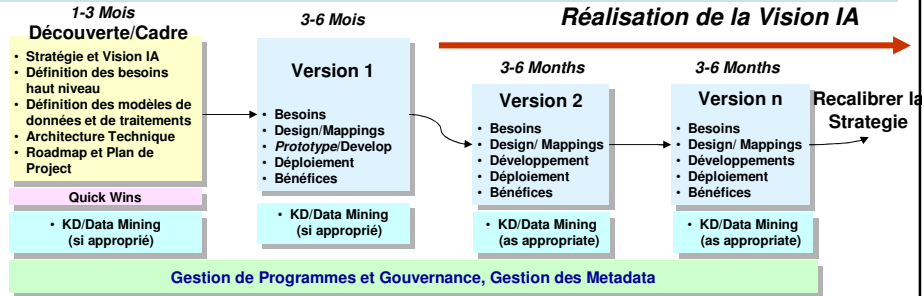 1-3 Mois
Découverte/Cadre
• Stratégie et Vision IA
• Définition des besoins
haut niveau
• Définition des modèles de
données et de traitements
• Architecture Technique
• Roadmap et Plan de
Project
Quick Wins
• KD/Data Mining
(si approprié)
3-6 Mois
Version 1
• Besoins
• Design/Mappings
• Prototype/Develop
• Déploiement
• Bénéfices
• KD/Data Mining
(si approprié)
Réalisation de la Vision IA
3-6 Months
Version 2
• Besoins
• Design/ Mappings
• Développement
• Déploiement
• Bénéfices
• KD/Data Mining
(as appropriate)
3-6 Months
Version n
• Besoins
• Design/ Mappings
• Développements
• Déploiement
• Bénéfices
• KD/Data Mining
(as appropriate)
Recalibrer la
Strategie
Gestion de Programmes et Gouvernance, Gestion des Metadata